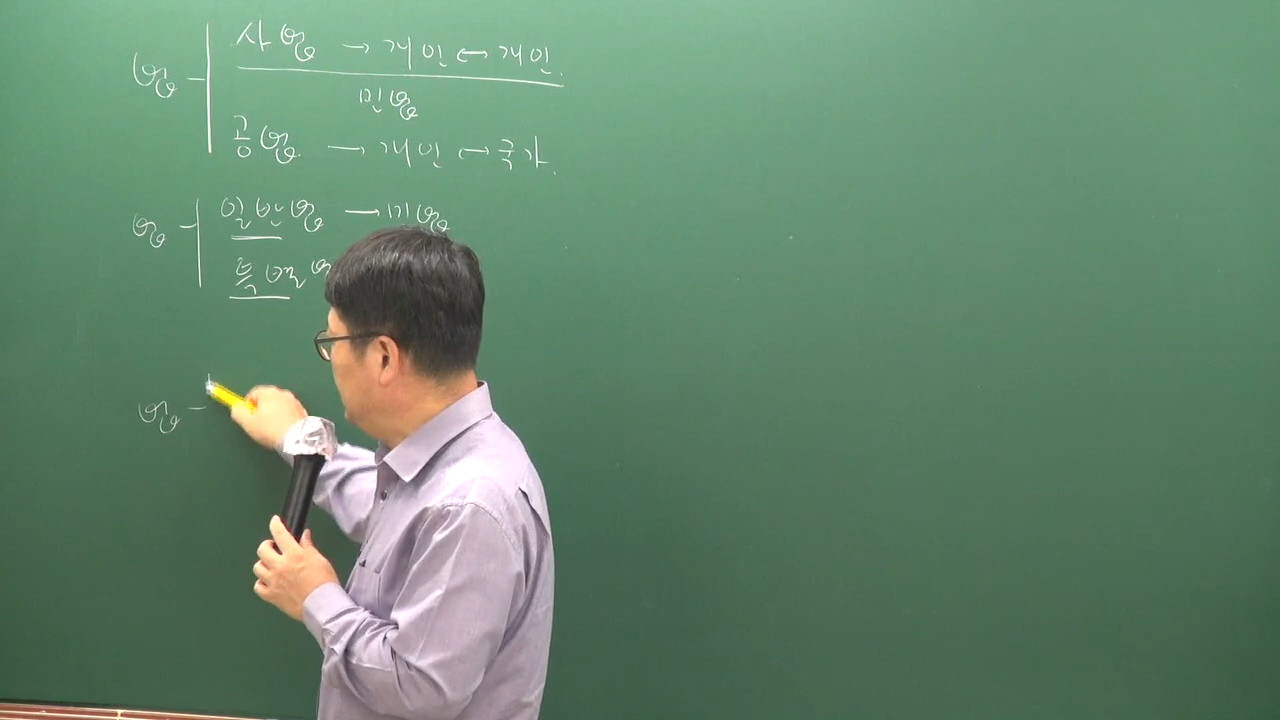 법 사법 → 개인 ↔ 개인.
민법
공법 → 개인 ↔ 국가.
법 일반법 → 민법
특별법
법